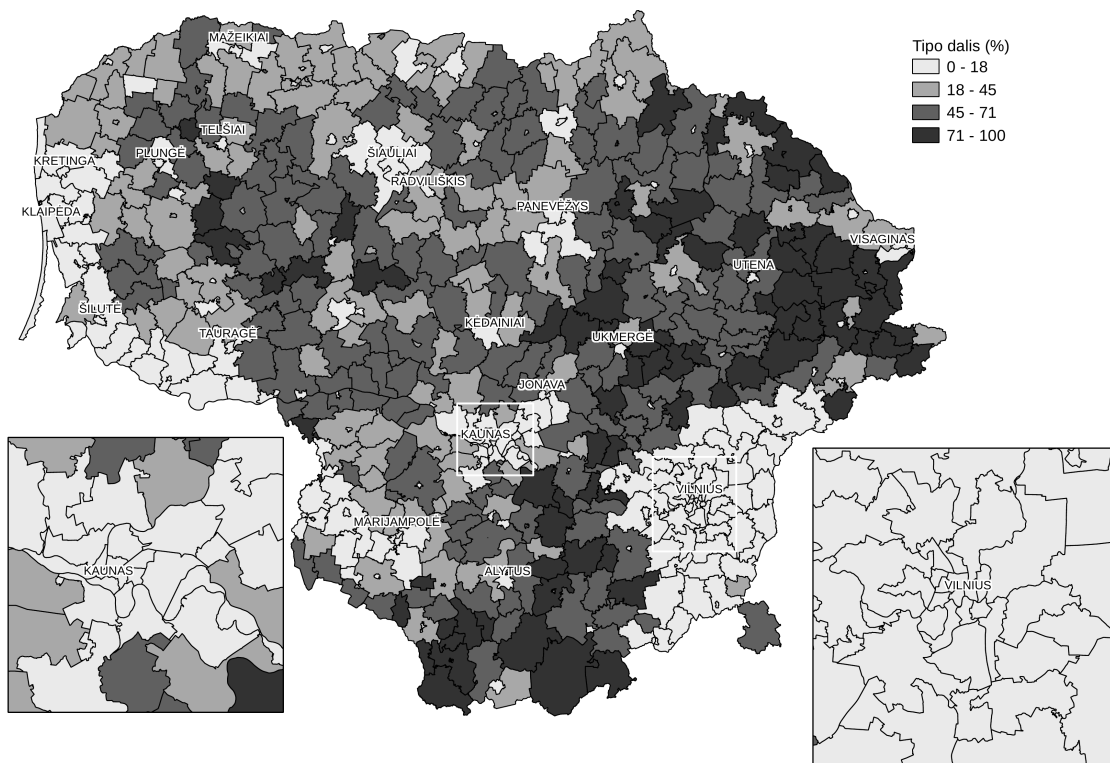 Tipo dalis (%)
0 - 18
18 - 45
45 - 71
71 - 100
MAŽEIKIAI
TELŠIAI
PLUNGĖ
ŠIAULIAI
KRETINGA
RADVILIŠKIS
PANEVĖŽYS
KLAIPĖDA
VISAGINAS
UTENA
ŠILUTĖ
KĖDAINIAI
TAURAGĖ
UKMERGĖ
JONAVA
KAUNAS
VILNIUS
MARIJAMPOLĖ
ALYTUS
KAUNAS
VILNIUS